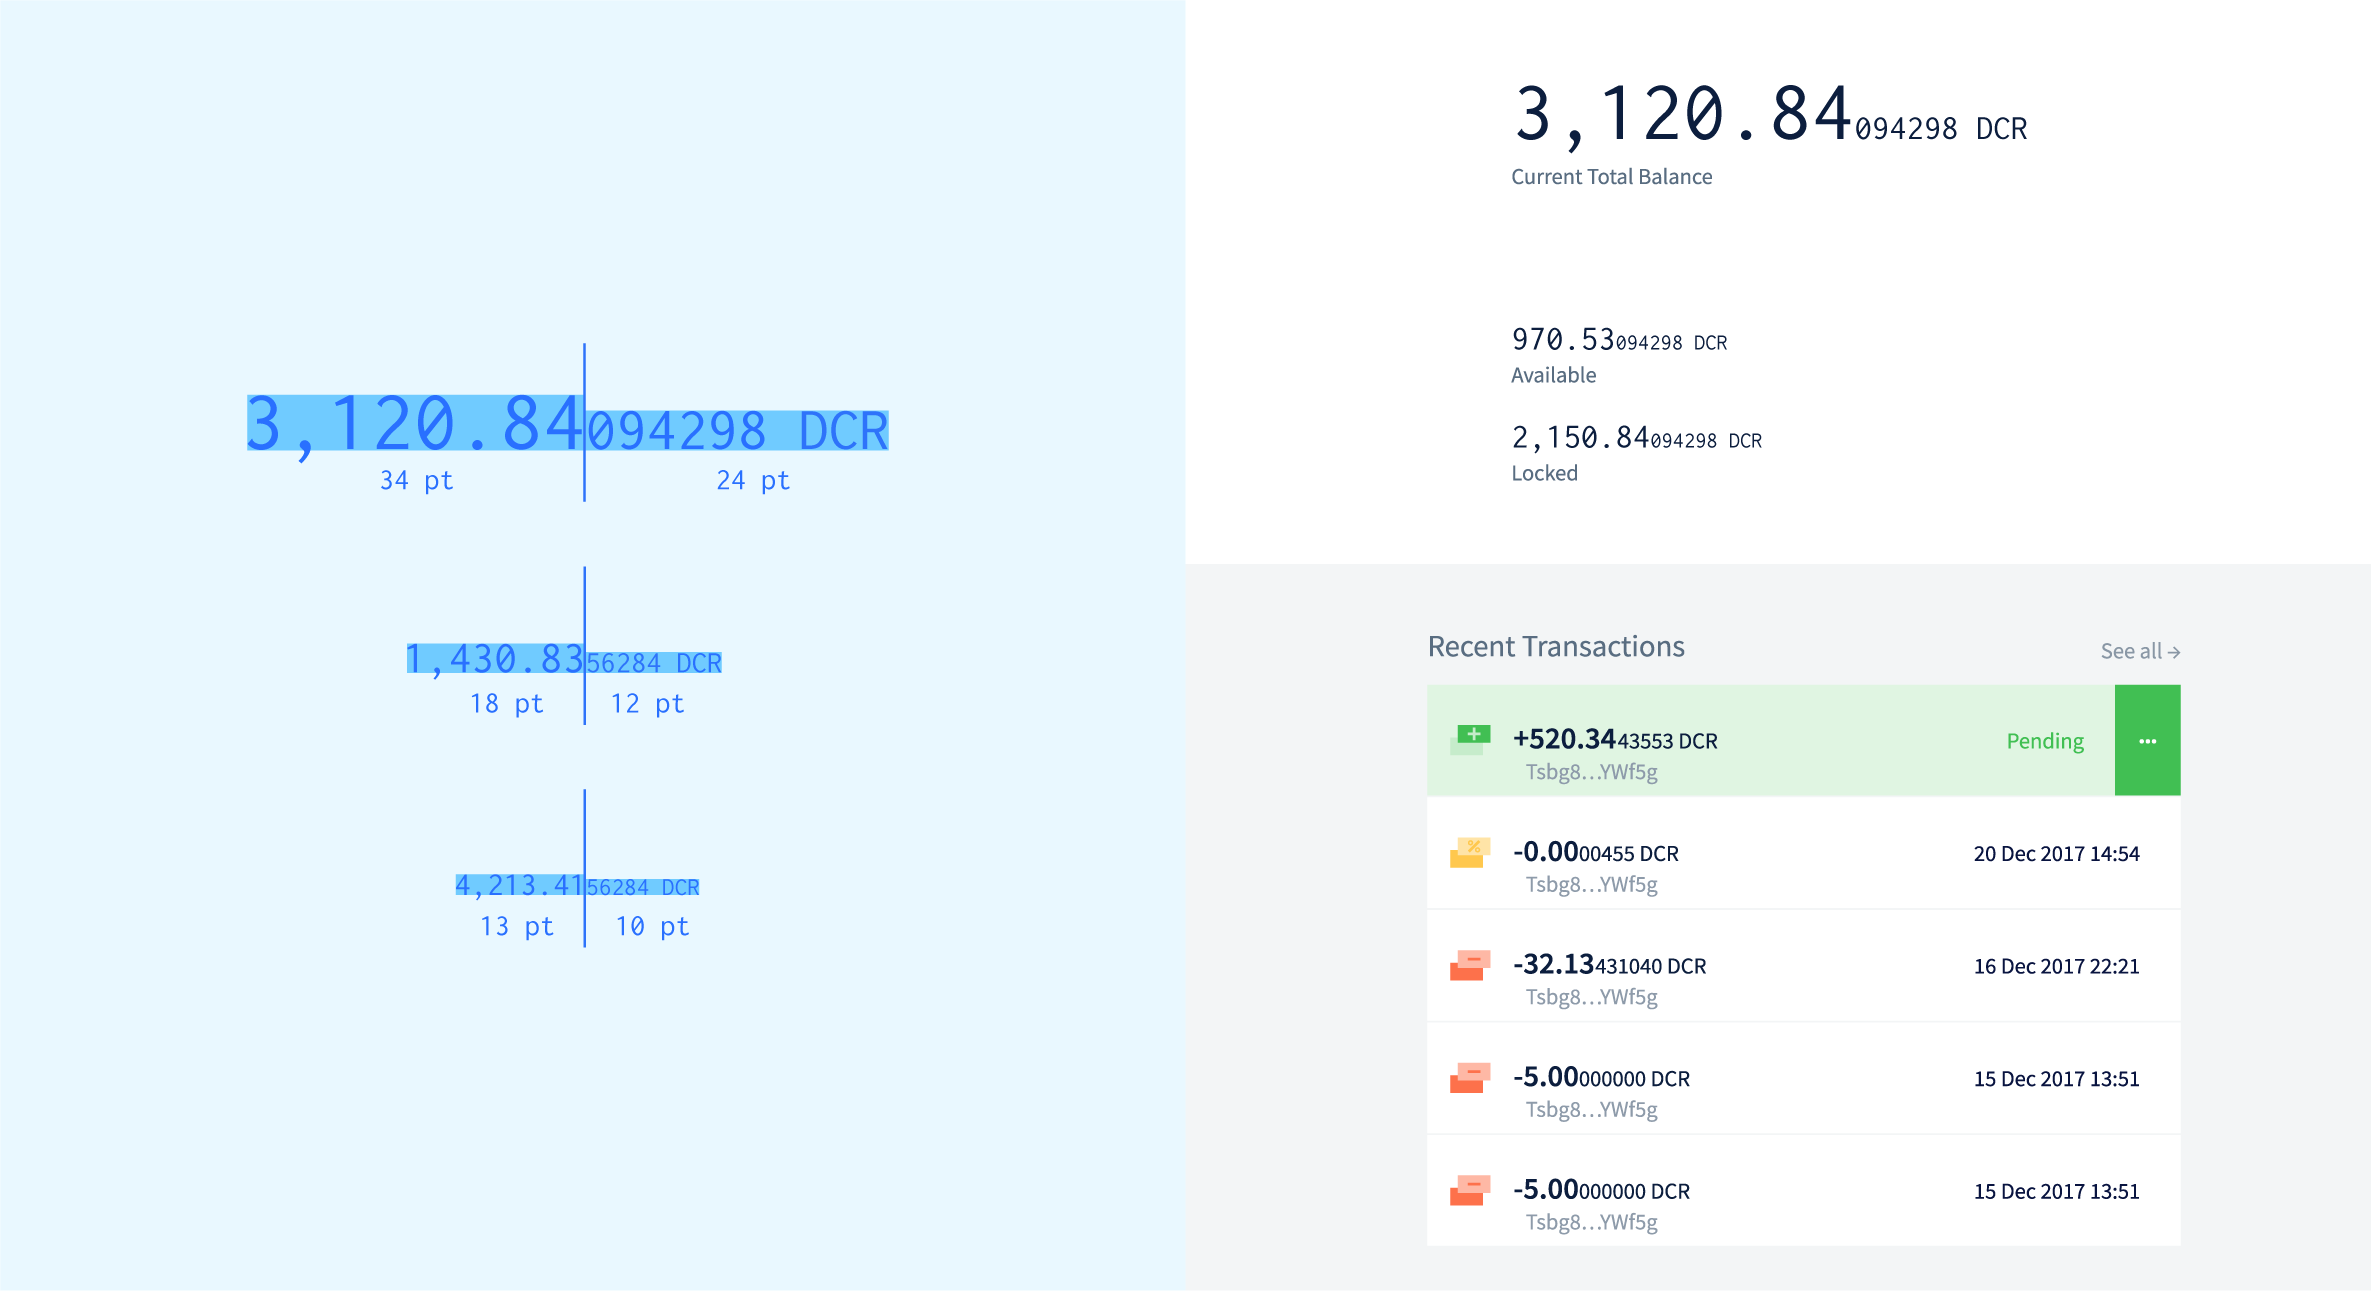 3,120.84094298 DCR
34 pt 24 pt
1,430.8356284 DCR
18 pt 12 pt
4,213.4156284 DCR
13 pt 10 pt
3,120.84094298 DCR
Current Total Balance
970.53094298 DCR
Available
2,150.84094298 DCR
Locked
Recent Transactions See all →
+520.3443553 DCR Pending ...
Tsbg8...YWf5g
-0.0000455 DCR 20 Dec 2017 14:54
Tsbg8...YWf5g
-32.13431040 DCR 16 Dec 2017 22:21
Tsbg8...YWf5g
-5.00000000 DCR 15 Dec 2017 13:51
Tsbg8...YWf5g
-5.00000000 DCR 15 Dec 2017 13:51
Tsbg8...YWf5g